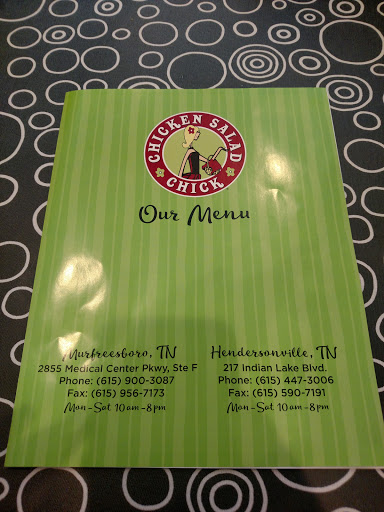 CHICKEN SALAD
CHICK
Our Menu
Murfreesboro, TN
2855 Medical Center Pkwy, Ste F
Phone: (615) 900-3087
Fax: (615) 956-7173
Mon-Sat 10am-8pm
Hendersonville, TN
217 Indian Lake Blvd.
Phone: (615) 447-3006
Fax: (615) 590-7191
Mon-Sat 10am-8pm